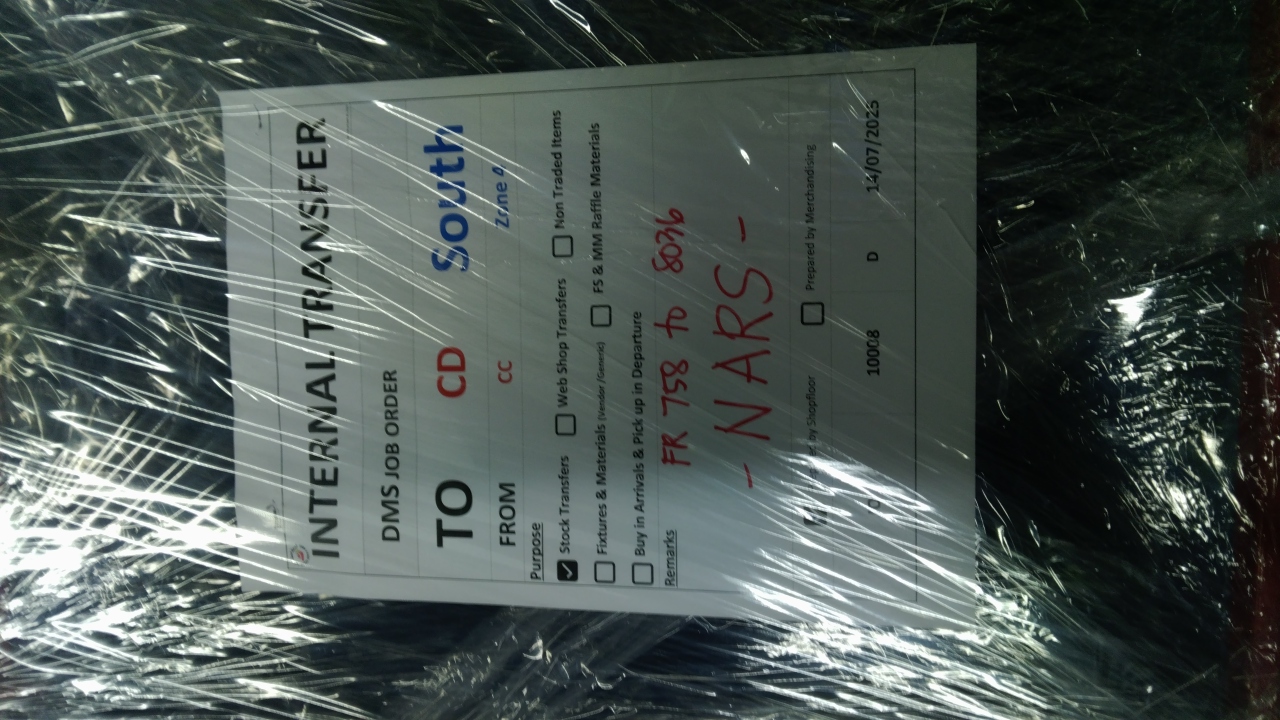 INTERNAL TRANSFER
DMS JOB ORDER
TO CD South
FROM CC Zone
Purpose
Stock Transfers Web Shop Transfers Non Traded Items
Fixtures & Materials (Vendor /Generic) FS & MM Raffle Materials
Buy in Arrivals & Pick up in Departure
Remarks
FR 758 to 8036
- NARS -
by Shopfloor Prepared by Merchandising
10008 D 14/07/2025